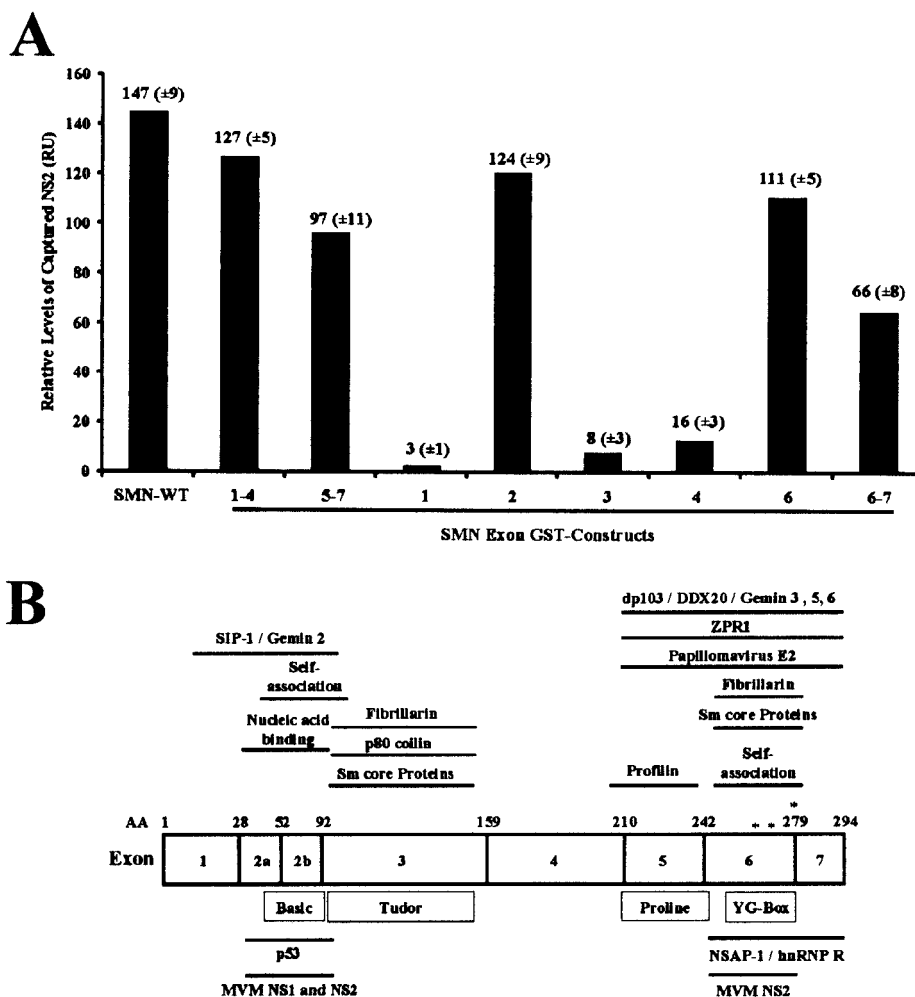 A
160
140
120
100
80
60
40
20
0
Relative Levels of Captured NS2 (RU)
147 (±9)
127 (±5)
97 (±11)
3 (±1)
124 (±9)
8 (±3)
16 (±3)
111 (±5)
66 (±8)
SMN-WT 1-4 5-7 1 2 3 4 6 6-7
SMN Exon GST-Constructs
B
dp103 / DDX20 / Gemin 3 , 5, 6
ZPR1
Papillomavirus E2
SIP-1 / Gemin 2
Self-
association
Nucleic acid
binding
Fibrillarin
p80 coilin
Sm core Proteins
Fibrillarin
Sm core Proteins
Profilin
Self-
association
* * *
AA 1 28 52 92 159 210 242 279 294
Exon 1 2a 2b 3 4 5 6 7
Basic Tudor Proline YG-Box
p53
MVM NS1 and NS2
NSAP-1 / hnRNP R
MVM NS2